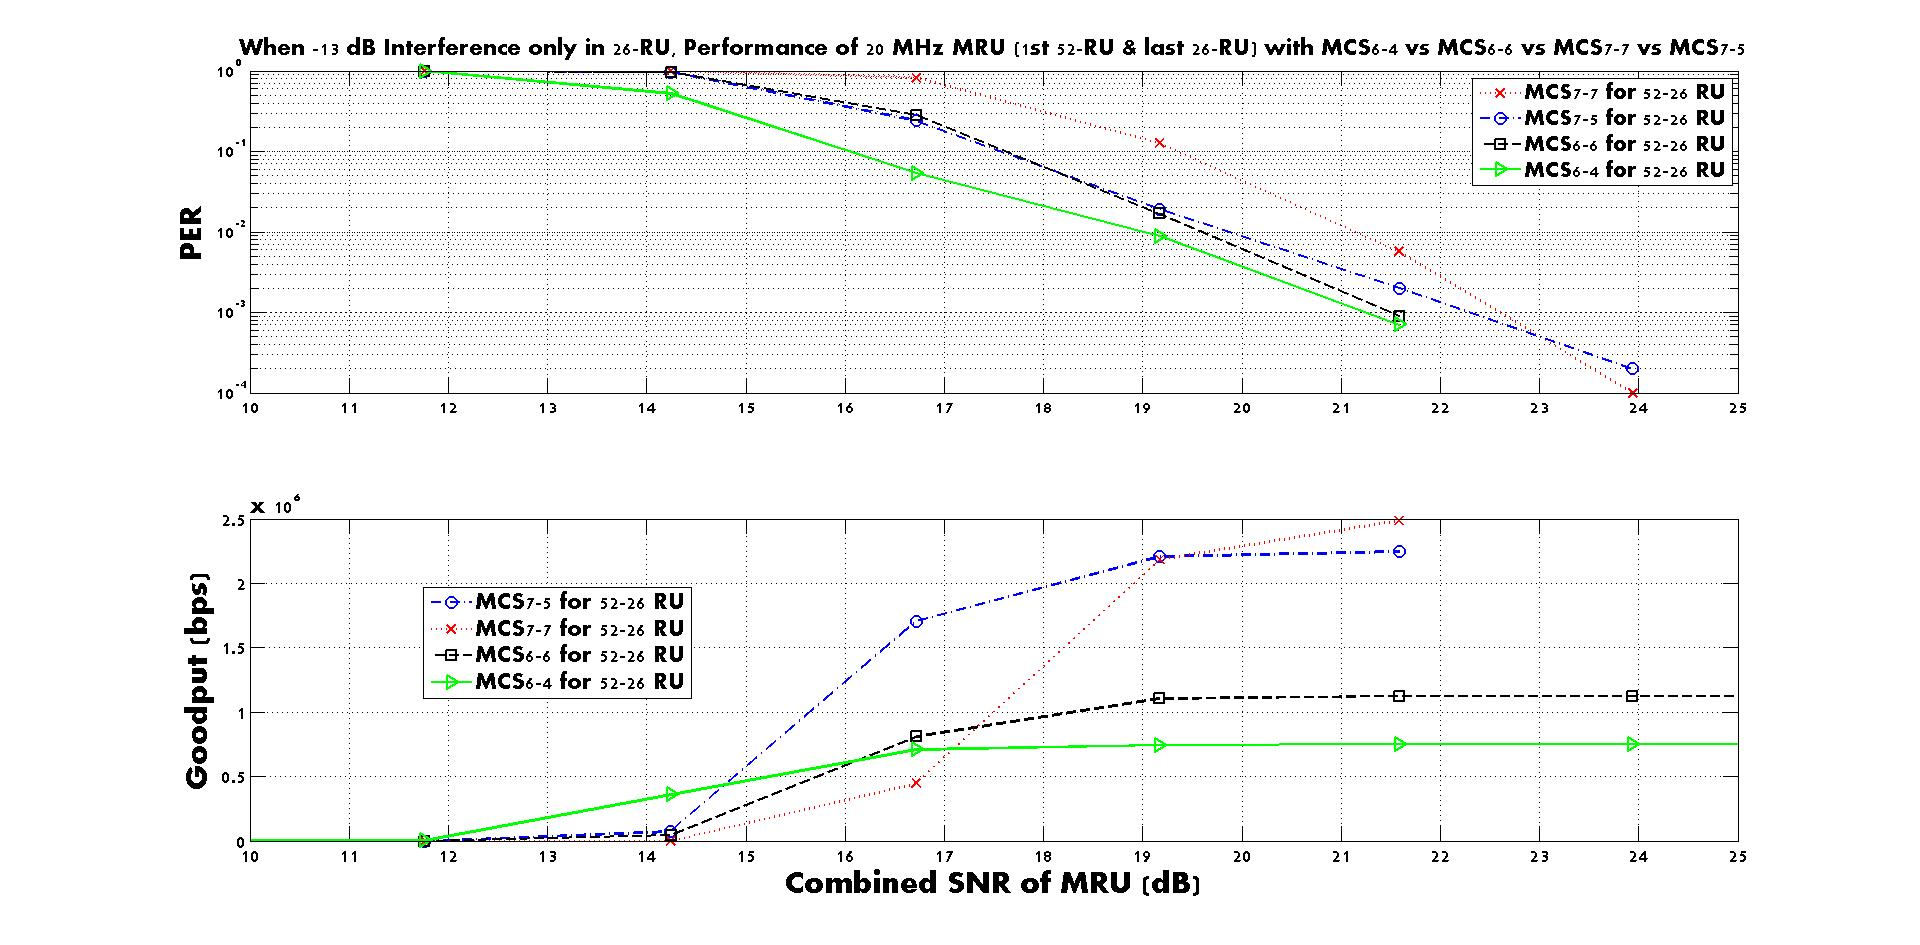 When -13 dB Interference only in 26-RU, Performance of 20 MHz MRU (1st 52-RU & last 26-RU) with MCS6-4 vs MCS6-6 vs MCS7-7 vs MCS7-5
10^0
10^-1
10^-2
10^-3
10^-4
PER
MCS7-7 for 52-26 RU
MCS7-5 for 52-26 RU
MCS6-6 for 52-26 RU
MCS6-4 for 52-26 RU
10 11 12 13 14 15 16 17 18 19 20 21 22 23 24 25
x 10^6
2.5
2
1.5
1
0.5
0
Goodput (bps)
MCS7-5 for 52-26 RU
MCS7-7 for 52-26 RU
MCS6-6 for 52-26 RU
MCS6-4 for 52-26 RU
10 11 12 13 14 15 16 17 18 19 20 21 22 23 24 25
Combined SNR of MRU (dB)